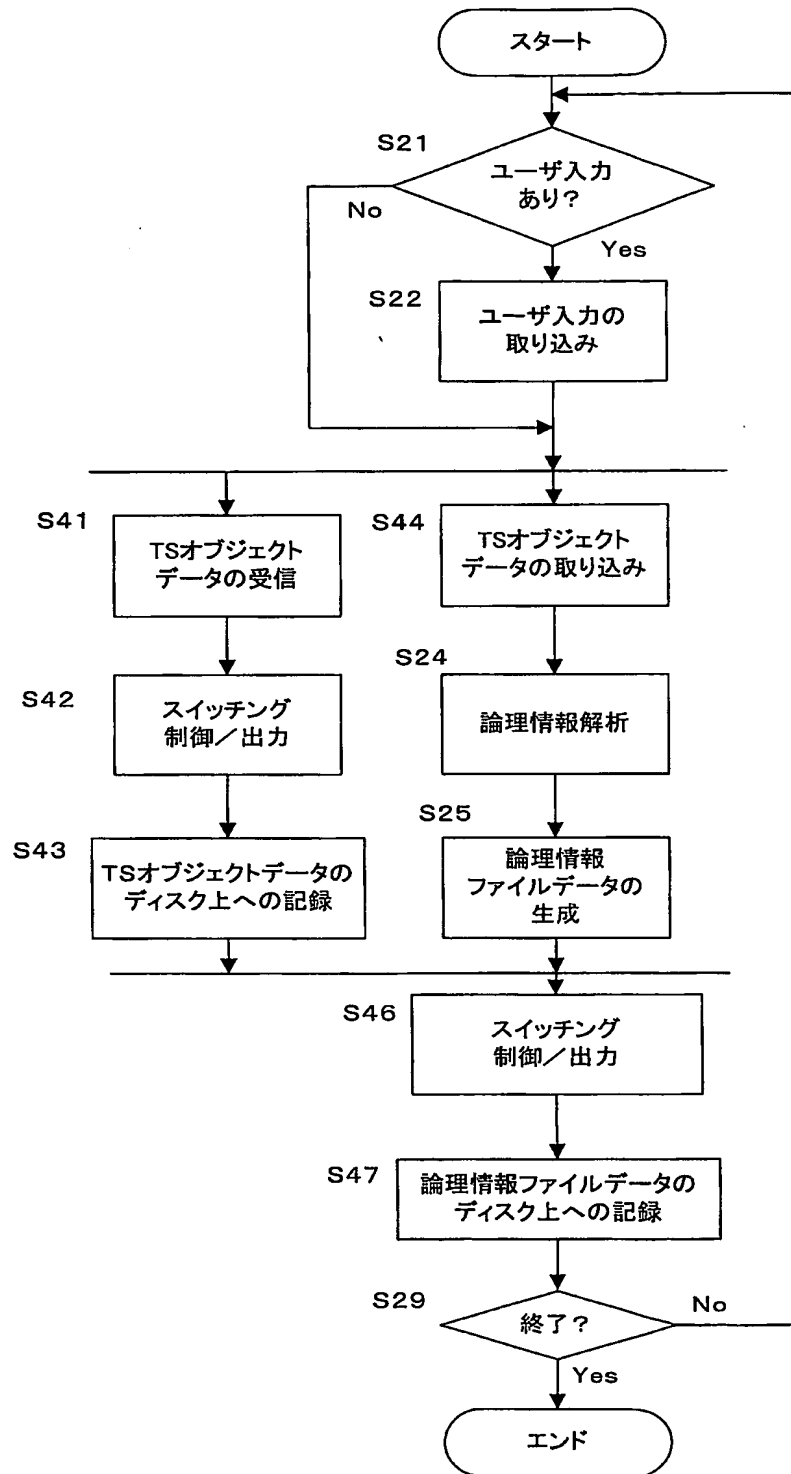 スタート
S21
ユーザ入力
あり?
No
Yes
S22
ユーザ入力の
取り込み
S41
TSオブジェクト
データの受信
S44
TSオブジェクト
データの取り込み
S42
スイッチング
制御/出力
S24
論理情報解析
S43
TSオブジェクトデータの
ディスク上への記録
S25
論理情報
ファイルデータの
生成
S46
スイッチング
制御/出力
S47
論理情報ファイルデータの
ディスク上への記録
S29
終了?
No
Yes
エンド